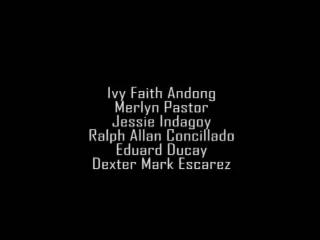 Ivy Faith Andong
Merlyn Pastor
Jessie Indagoy
Ralph Allan Concillado
Eduard Ducay
Dexter Mark Escarez